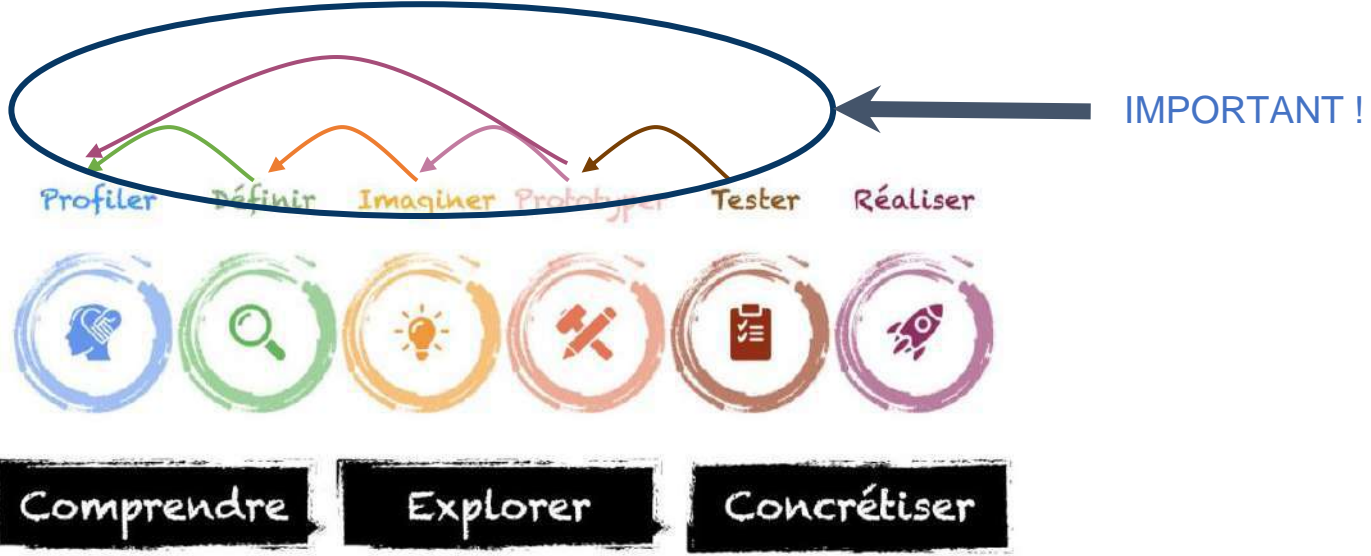 IMPORTANT !
Profiler Définir Imaginer Prototyper Tester Réaliser
Comprendre Explorer Concrétiser